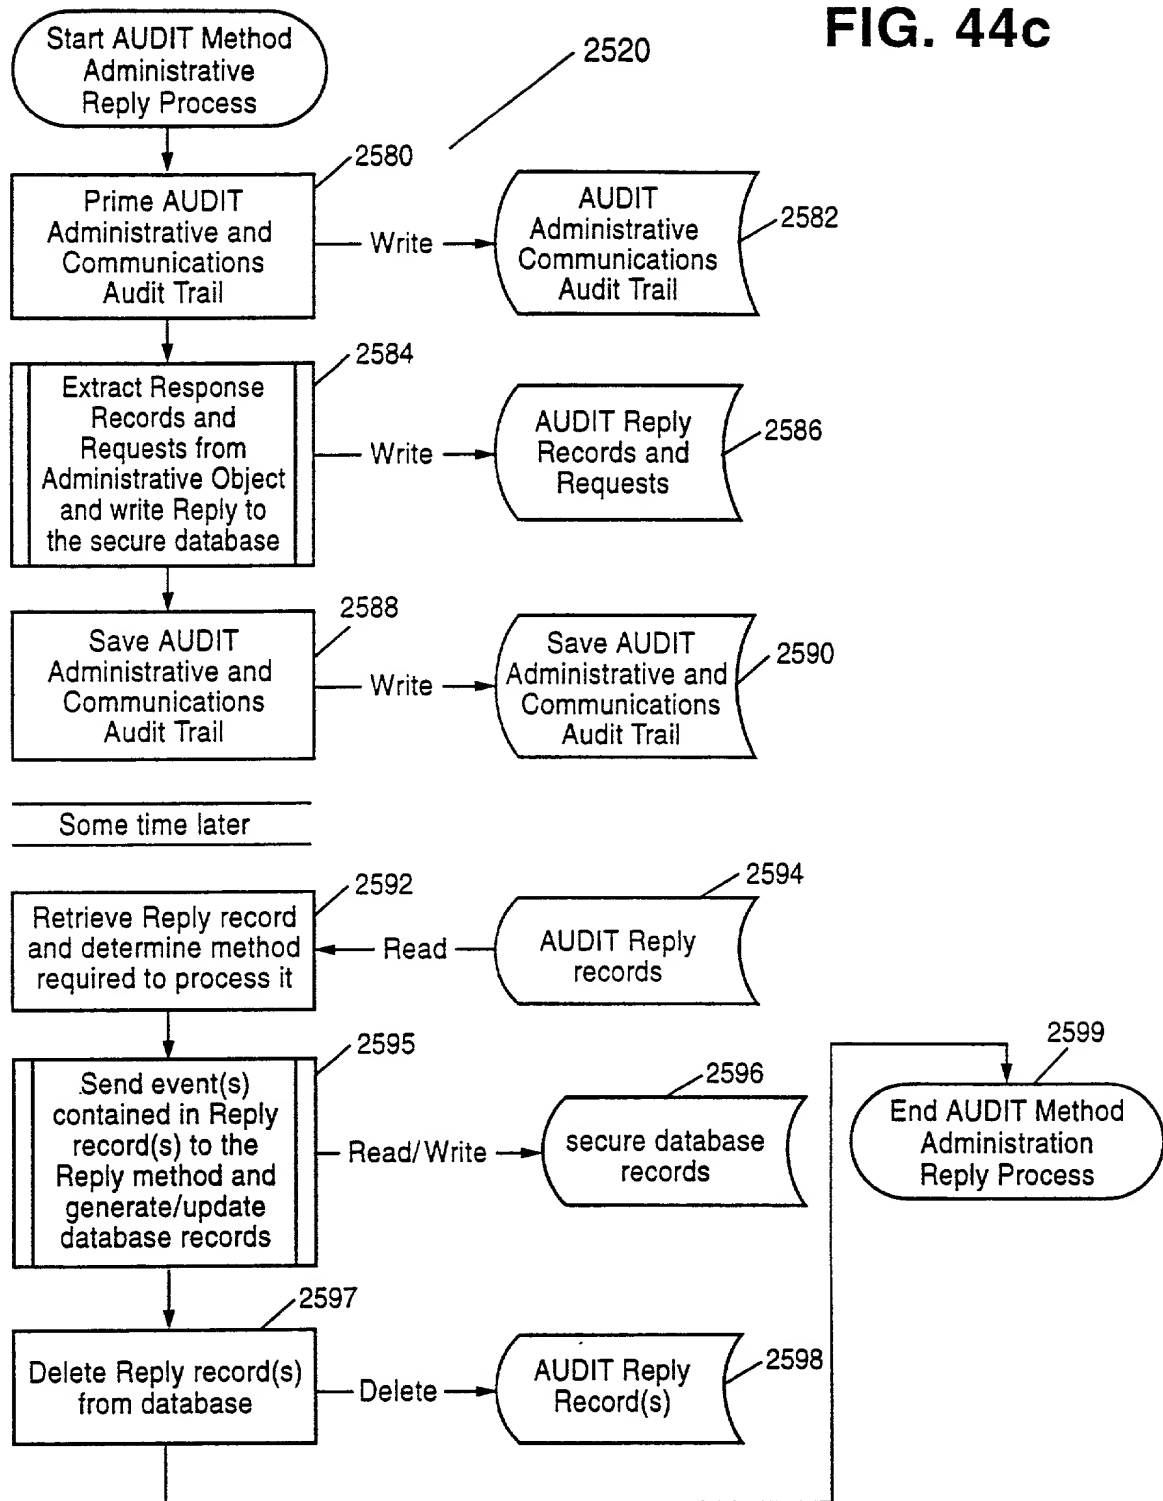 FIG. 44c
Start AUDIT Method
Administrative
Reply Process
2520
2580
Prime AUDIT
Administrative and
Communications
Audit Trail
Write
AUDIT
Administrative
Communications
Audit Trail
2582
2584
Extract Response
Records and
Requests from
Administrative Object
and write Reply to
the secure database
Write
AUDIT Reply
Records and
Requests
2586
2588
Save AUDIT
Administrative and
Communications
Audit Trail
Write
Save AUDIT
Administrative and
Communications
Audit Trail
2590
Some time later
2592
Retrieve Reply record
and determine method
required to process it
Read
AUDIT Reply
records
2594
2595
Send event(s)
contained in Reply
record(s) to the
Reply method and
generate/update
database records
Read/Write
secure database
records
2596
2597
Delete Reply record(s)
from database
Delete
AUDIT Reply
Record(s)
2598
2599
End AUDIT Method
Administration
Reply Process